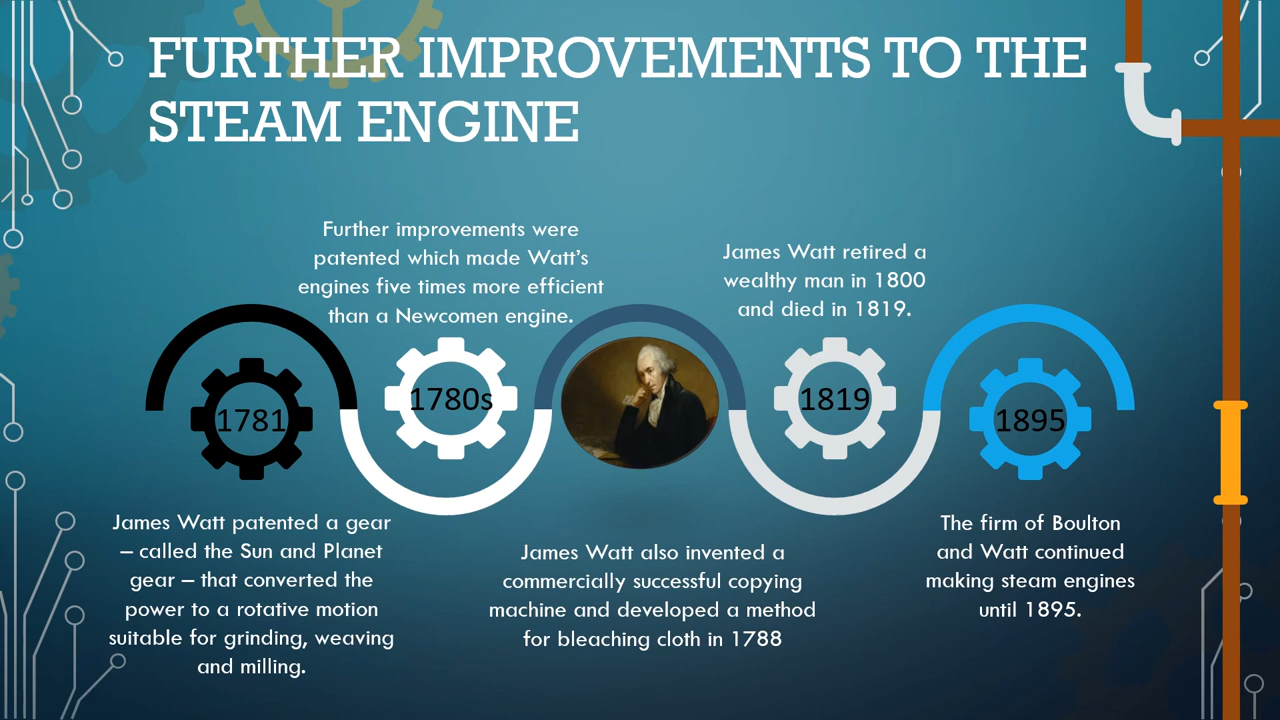 FURTHER IMPROVEMENTS TO THE
STEAM ENGINE
1781
James Watt patented a gear
– called the Sun and Planet
gear – that converted the
power to a rotative motion
suitable for grinding, weaving
and milling.
Further improvements were
patented which made Watt’s
engines five times more efficient
than a Newcomen engine.
1780s
James Watt also invented a
commercially successful copying
machine and developed a method
for bleaching cloth in 1788
James Watt retired a
wealthy man in 1800
and died in 1819.
1819
1895
The firm of Boulton
and Watt continued
making steam engines
until 1895.